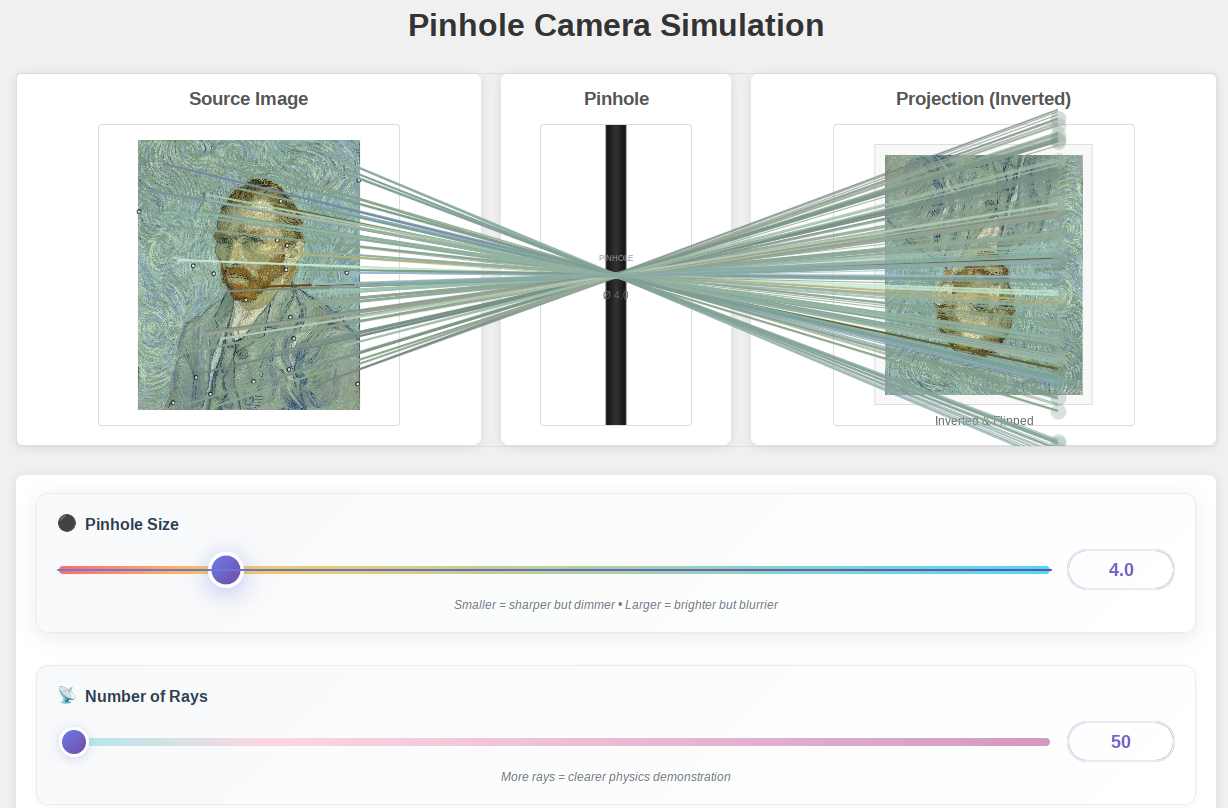 Pinhole Camera Simulation
Source Image
Pinhole
Projection (Inverted)
PINHOLE
Ø 4.0
Inverted & Flipped
Pinhole Size
4.0
Smaller = sharper but dimmer • Larger = brighter but blurrier
Number of Rays
50
More rays = clearer physics demonstration